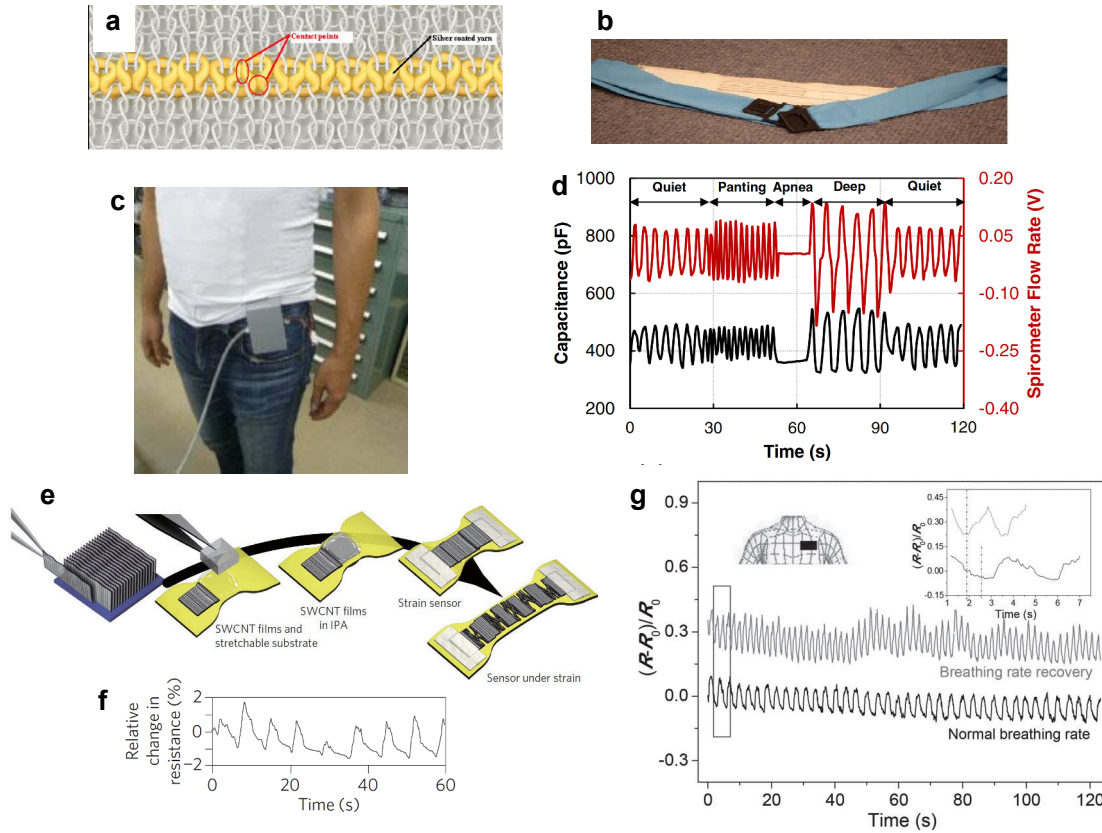 a
Contact points
Silver coated yarn
b
c
d
Quiet
Panting
Apnea
Deep
Quiet
1000
800
600
400
200
Capacitance (pF)
0.20
0.05
-0.10
-0.25
-0.40
Spirometer Flow Rate (V)
0
30
60
90
120
Time (s)
e
SWCNT films and
stretchable substrate
SWCNT films
in IPA
Strain sensor
Sensor under strain
f
Relative
change in
resistance (%)
2
0
−2
0
20
40
60
Time (s)
g
(R-R0)/R0
0.9
0.6
0.3
0.0
-0.3
0
20
40
60
80
100
120
Time (s)
Breathing rate recovery
Normal breathing rate
(R-R0)/R0
0.45
0.30
0.15
0.00
-0.15
1
2
3
4
5
6
7
Time (s)